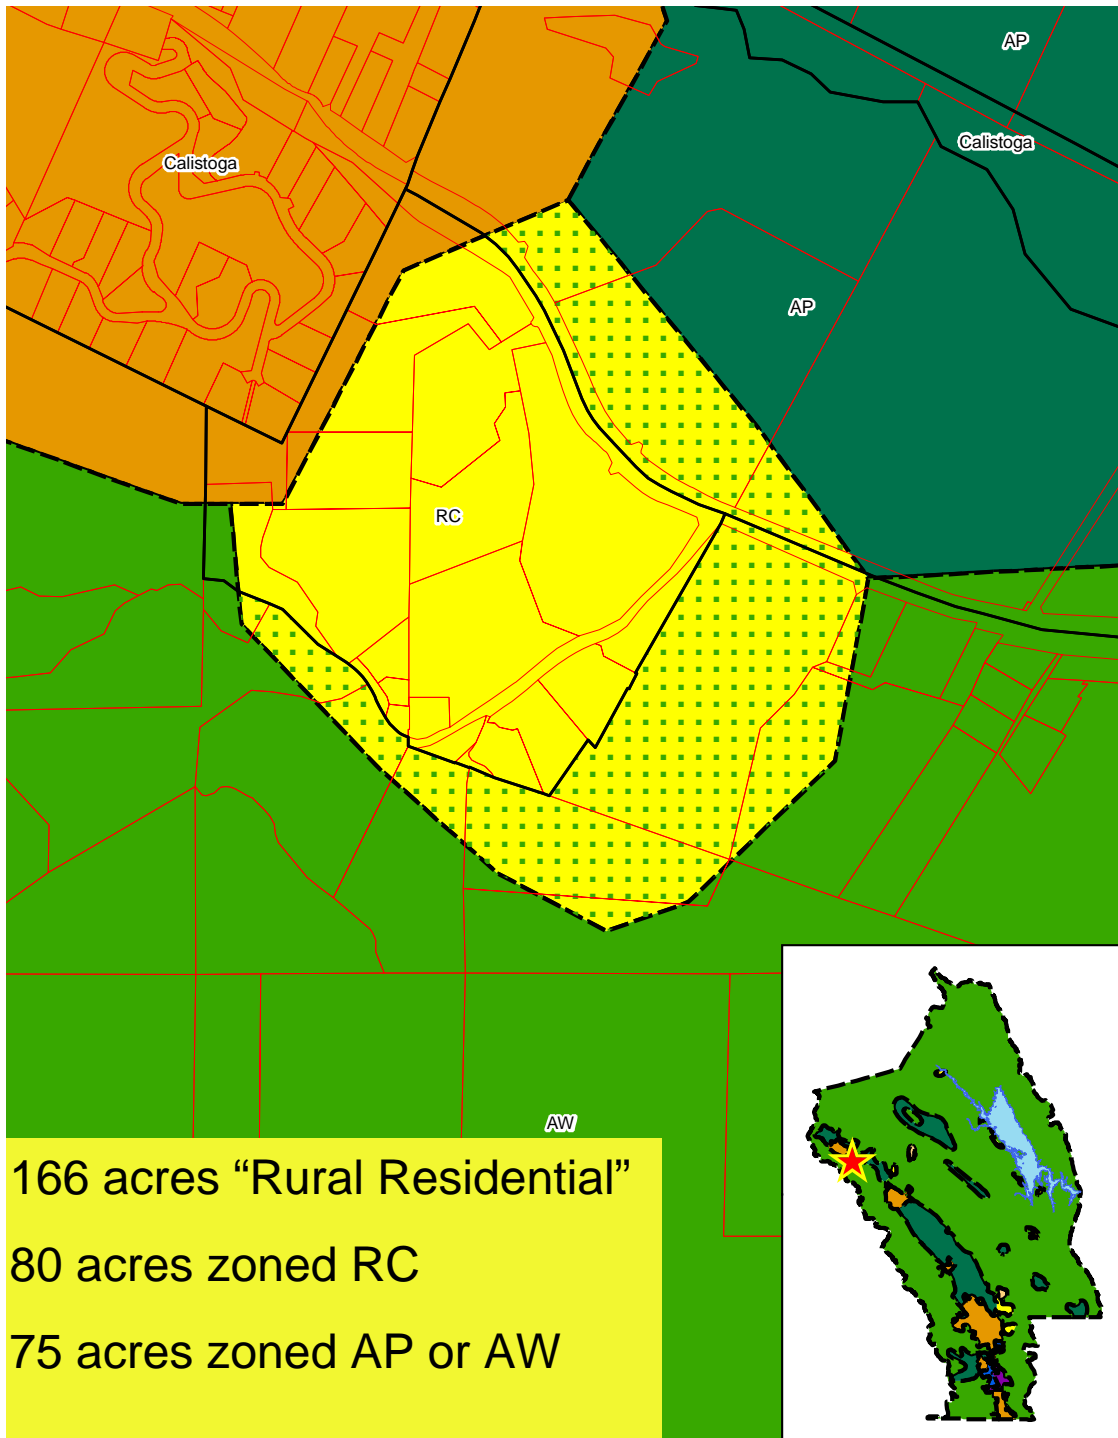 AP
Calistoga
Calistoga
AP
RC
AW
166 acres “Rural Residential”
80 acres zoned RC
75 acres zoned AP or AW